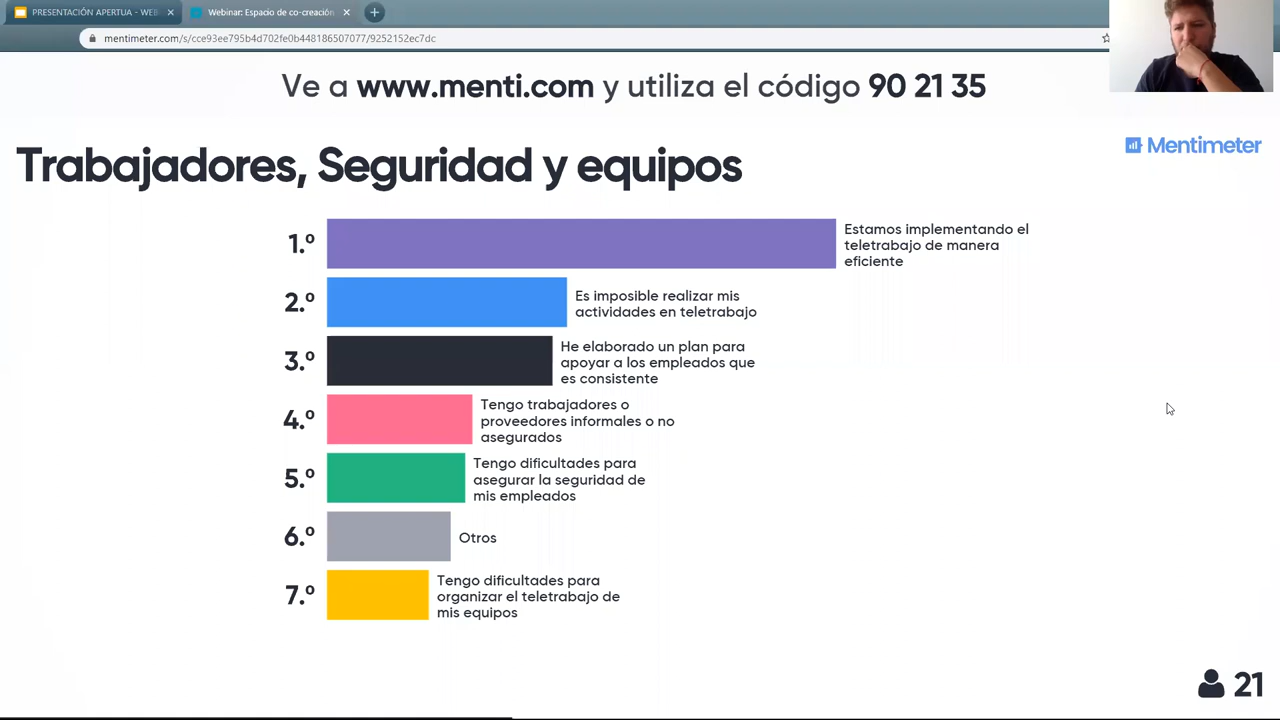 PRESENTACIÓN APERTUA - WEB
Webinar: Espacio de co-creación
mentimeter.com/s/cce93ee795b4d702fe0b448186507077/9252152ec7dc
Ve a www.menti.com y utiliza el código 90 21 35
Mentimeter
Trabajadores, Seguridad y equipos
1.º
Estamos implementando el
teletrabajo de manera
eficiente
2.º
Es imposible realizar mis
actividades en teletrabajo
3.º
He elaborado un plan para
apoyar a los empleados que
es consistente
4.º
Tengo trabajadores o
proveedores informales o no
asegurados
5.º
Tengo dificultades para
asegurar la seguridad de
mis empleados
6.º
Otros
7.º
Tengo dificultades para
organizar el teletrabajo de
mis equipos
21